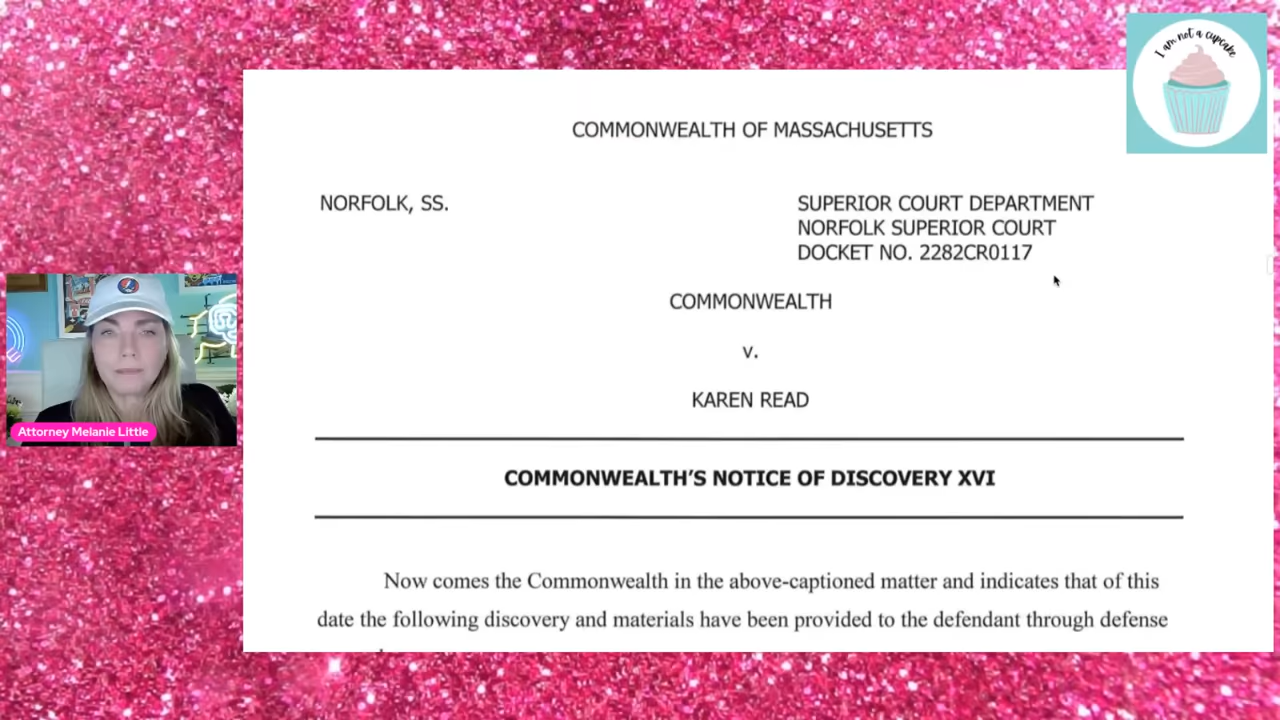 I am not a cupcake
COMMONWEALTH OF MASSACHUSETTS
NORFOLK, SS.
SUPERIOR COURT DEPARTMENT
NORFOLK SUPERIOR COURT
DOCKET NO. 2282CR0117
COMMONWEALTH
v.
KAREN READ
COMMONWEALTH'S NOTICE OF DISCOVERY XVI
Now comes the Commonwealth in the above-captioned matter and indicates that of this
date the following discovery and materials have been provided to the defendant through defense
Attorney Melanie Little